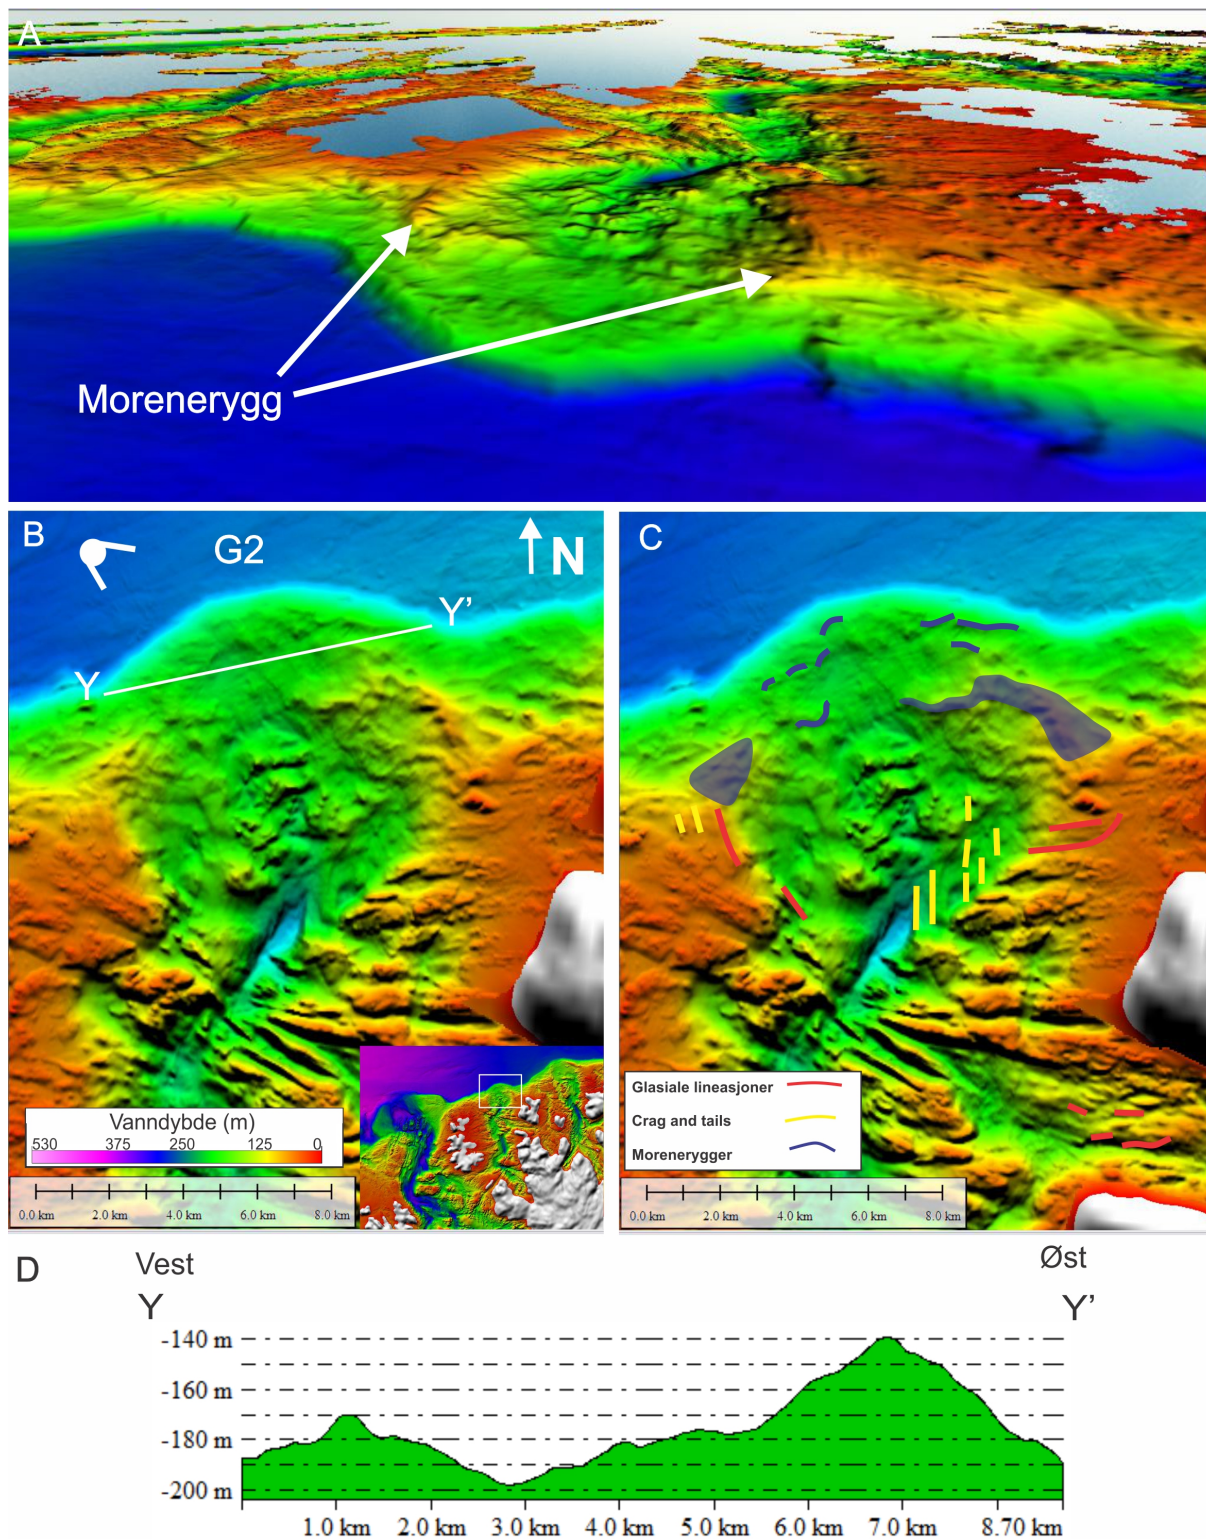 A
Morenerygg
B
G2
N
Y
Y’
Vanndybde (m)
530 375 250 125 0
0.0 km 2.0 km 4.0 km 6.0 km 8.0 km
C
Glasiale lineasjoner
Crag and tails
Morenerygger
0.0 km 2.0 km 4.0 km 6.0 km 8.0 km
D
Vest
Øst
Y
Y’
-140 m
-160 m
-180 m
-200 m
1.0 km 2.0 km 3.0 km 4.0 km 5.0 km 6.0 km 7.0 km 8.70 km